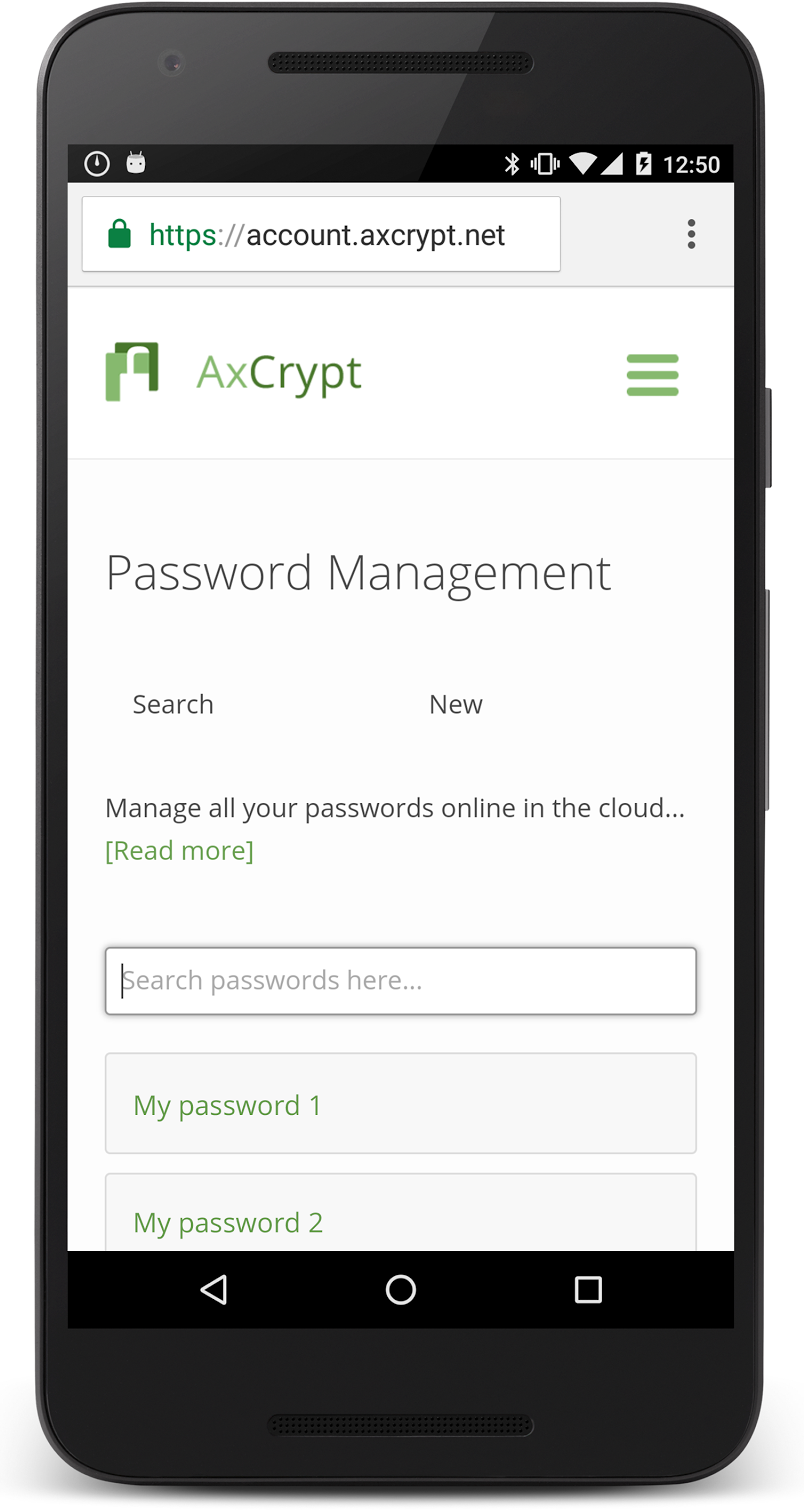 12:50
https://account.axcrypt.net
AxCrypt
Password Management
Search New
Manage all your passwords online in the cloud...
[Read more]
Search passwords here...
My password 1
My password 2